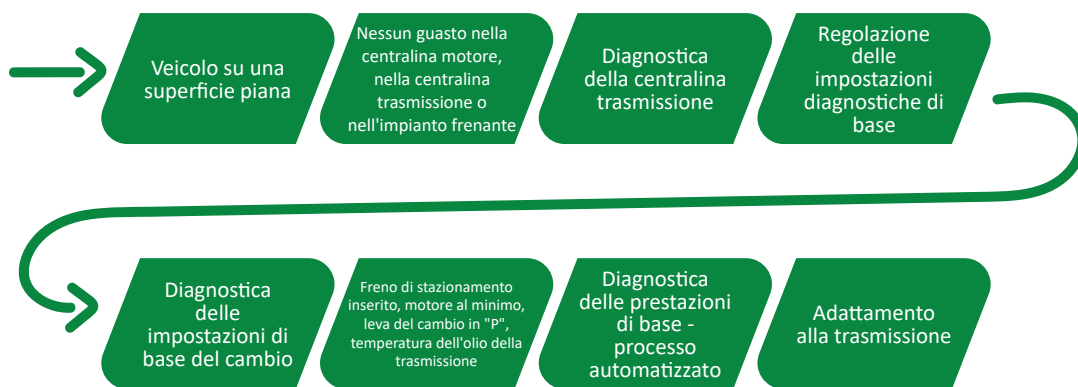 Veicolo su una
superficie piana
Nessun guasto nella
centralina motore,
nella centralina
trasmissione o
nell'impianto frenante
Diagnostica
della centralina
trasmissione
Regolazione
delle
impostazioni
diagnostiche di
base
Diagnostica
delle
impostazioni di
base del cambio
Freno di stazionamento
inserito, motore al minimo,
leva del cambio in "P",
temperatura dell'olio della
trasmissione
Diagnostica
delle prestazioni
di base -
processo
automatizzato
Adattamento
alla trasmissione